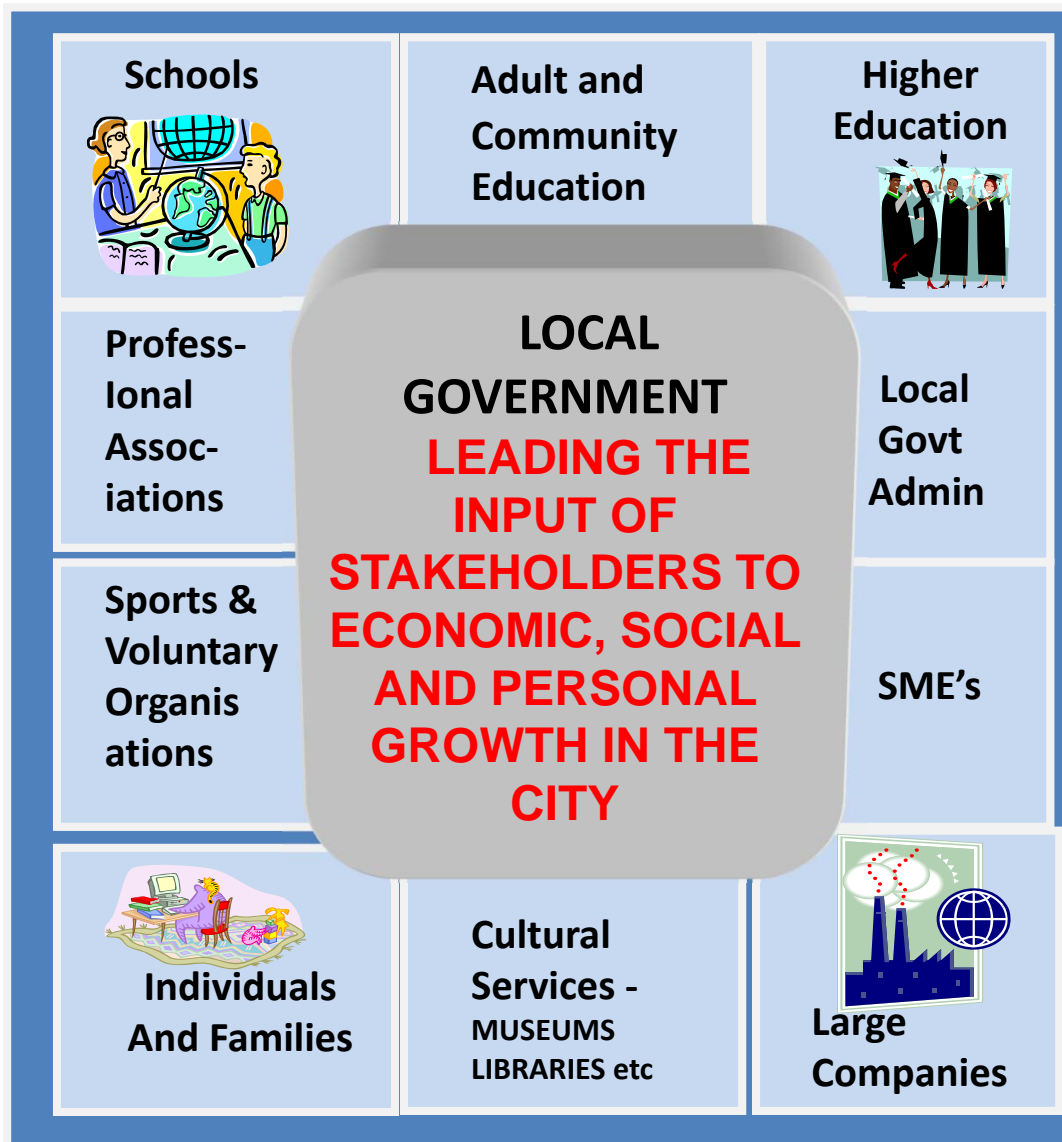 Schools
Adult and
Community
Education
Higher
Education
Profess-
Ional
Assoc-
iations
LOCAL
GOVERNMENT
LEADING THE
INPUT OF
STAKEHOLDERS TO
ECONOMIC, SOCIAL
AND PERSONAL
GROWTH IN THE
CITY
Local
Govt
Admin
Sports &
Voluntary
Organis
ations
SME’s
Individuals
And Families
Cultural
Services -
MUSEUMS
LIBRARIES etc
Large
Companies